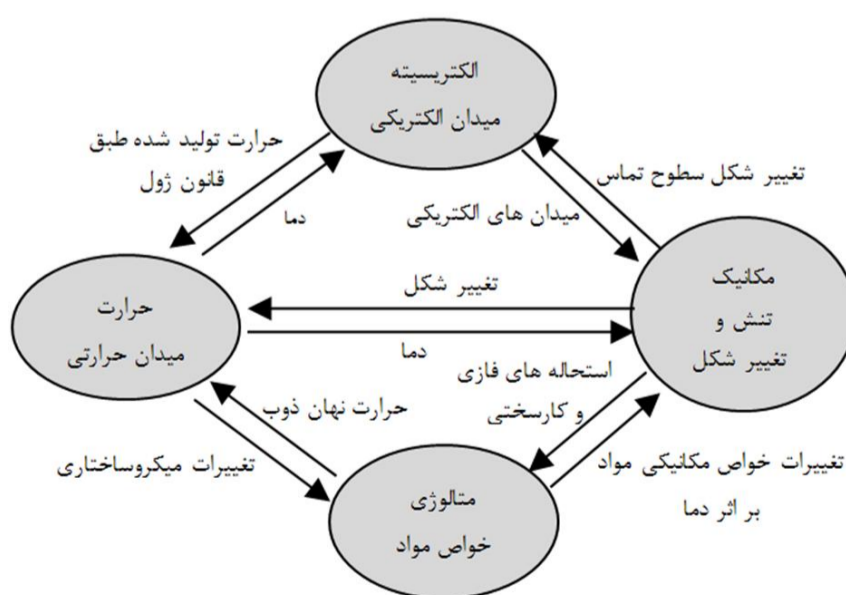 الکتریسیته
میدان الکتریکی
حرارت تولید شده طبق
قانون ژول
دما
میدان های الکتریکی
تغییر شکل سطوح تماس
مکانیک
تنش و
تغییر شکل
حرارت
میدان حرارتی
تغییر شکل
دما
استحاله های فازی
و کارسختی
حرارت نهان ذوب
تغییرات میکروساختاری
تغییرات خواص مکانیکی مواد
بر اثر دما
متالوژی
خواص مواد